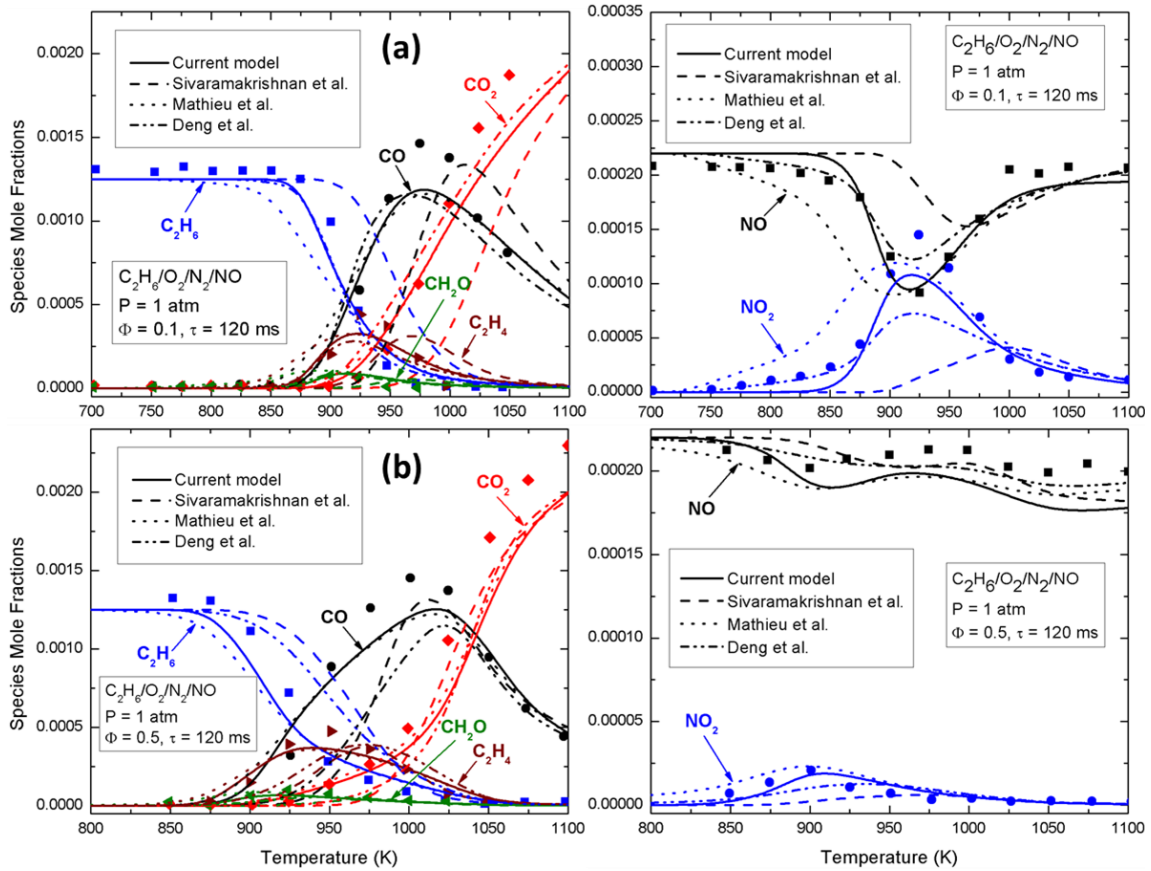 Species Mole Fractions
0.0020
0.0015
0.0010
0.0005
0.0000
(a)
Current model
Sivaramakrishnan et al.
Mathieu et al.
Deng et al.
CO₂
CO
C₂H₆
CH₂O
C₂H₄
C₂H₆/O₂/N₂/NO
P = 1 atm
Φ = 0.1, τ = 120 ms
700 750 800 850 900 950 1000 1050 1100
0.00035
0.00030
0.00025
0.00020
0.00015
0.00010
0.00005
0.00000
Current model
Sivaramakrishnan et al.
Mathieu et al.
Deng et al.
C₂H₆/O₂/N₂/NO
P = 1 atm
Φ = 0.1, τ = 120 ms
NO
NO₂
700 750 800 850 900 950 1000 1050 1100
Species Mole Fractions
0.0020
0.0015
0.0010
0.0005
0.0000
(b)
Current model
Sivaramakrishnan et al.
Mathieu et al.
Deng et al.
CO₂
CO
C₂H₆
CH₂O
C₂H₄
C₂H₆/O₂/N₂/NO
P = 1 atm
Φ = 0.5, τ = 120 ms
800 850 900 950 1000 1050 1100
Temperature (K)
0.00020
0.00015
0.00010
0.00005
0.00000
NO
Current model
Sivaramakrishnan et al.
Mathieu et al.
Deng et al.
C₂H₆/O₂/N₂/NO
P = 1 atm
Φ = 0.5, τ = 120 ms
NO₂
800 850 900 950 1000 1050 1100
Temperature (K)